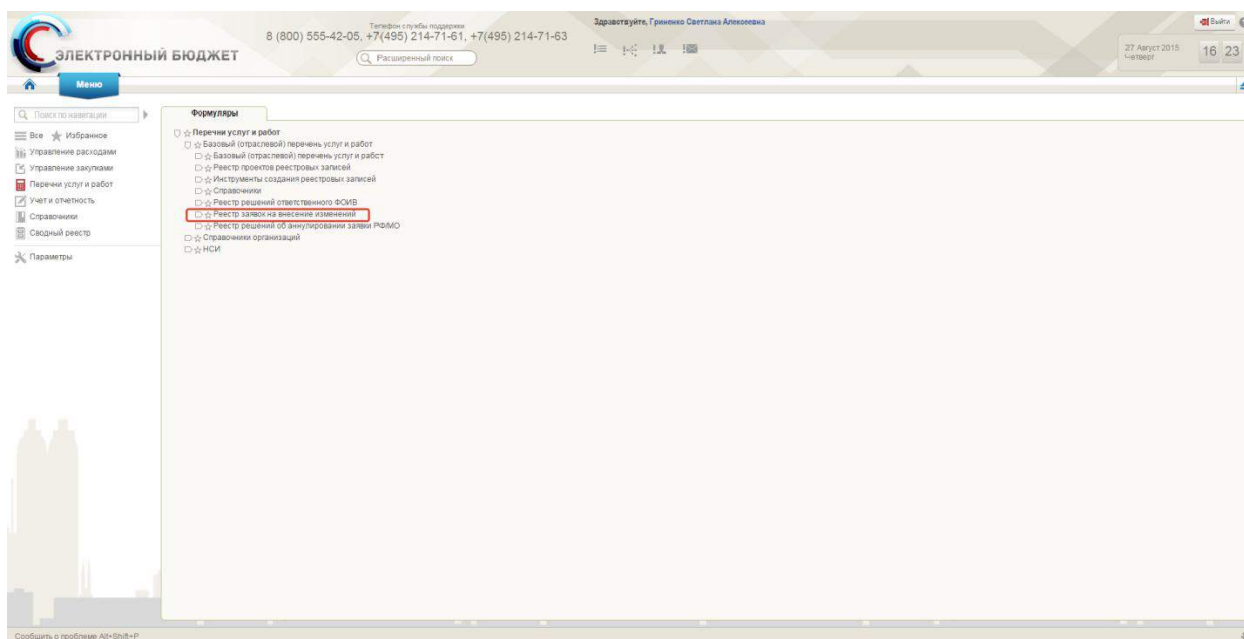 Телефон службы поддержки
8 (800) 555-42-05, +7(495) 214-71-61, +7(495) 214-71-63
Здравствуйте, Гриненко Светлана Алексеевна
Выйти
ЭЛЕКТРОННЫЙ БЮДЖЕТ
Расширенный поиск
27 Август 2015
Четверг
16 23
Меню
Поиск по навигации
Все Избранное
Управление расходами
Управление закупками
Перечни услуг и работ
Учет и отчетность
Справочники
Сводный реестр
Параметры
Формуляры
Перечни услуг и работ
Базовый (отраслевой) перечень услуг и работ
Базовый (отраслевой) перечень услуг и работ
Реестр проектов реестровых записей
Инструменты создания реестровых записей
Справочники
Реестр решений ответственного ФОИВ
Реестр заявок на внесение изменений
Реестр решений об аннулировании заявки РФ/МО
Справочники организаций
НСИ
Сообщить о проблеме Alt+Shift+P